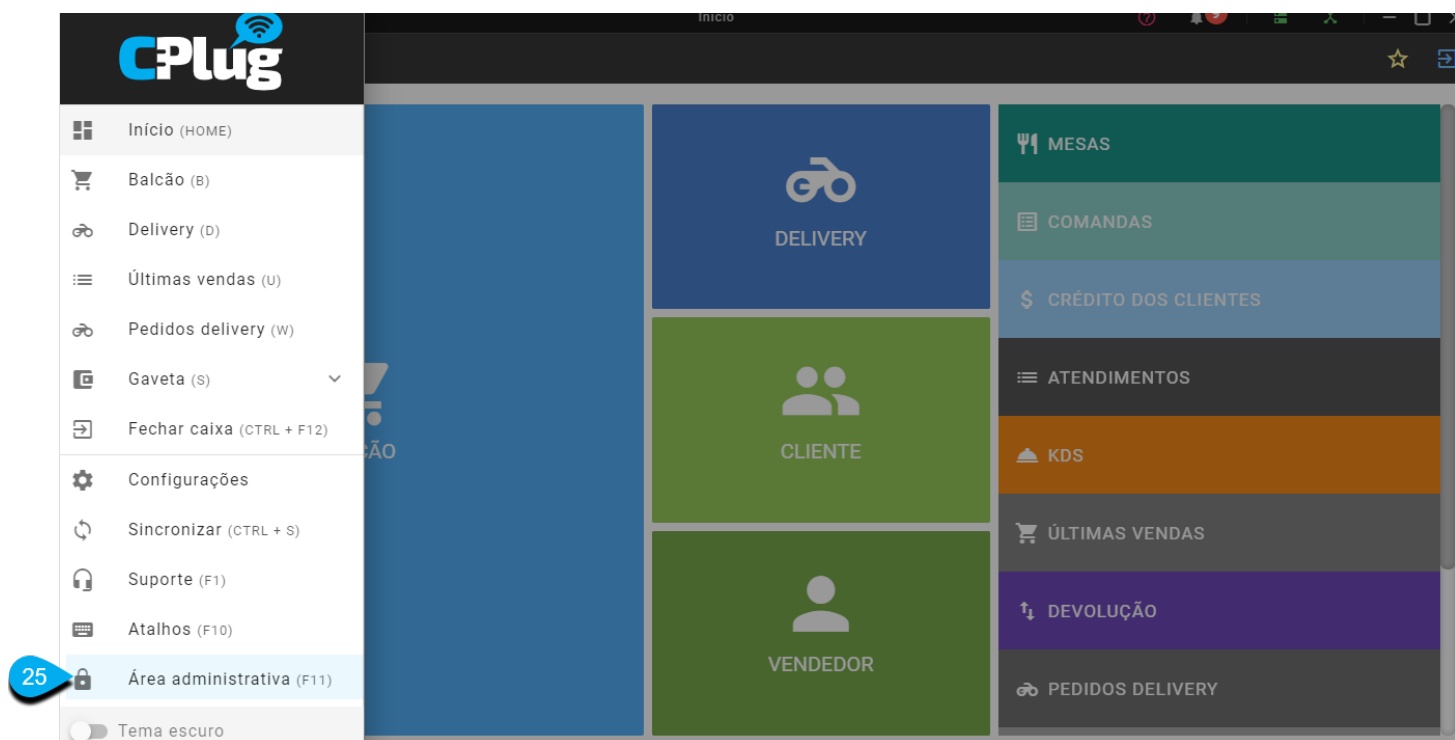 Início
9
CPlug
Início (HOME)
Balcão (B)
Delivery (D)
Últimas vendas (U)
Pedidos delivery (W)
Gaveta (S)
Fechar caixa (CTRL + F12)
Configurações
Sincronizar (CTRL + S)
Suporte (F1)
Atalhos (F10)
25
Área administrativa (F11)
Tema escuro
ÇÃO
DELIVERY
CLIENTE
VENDEDOR
MESAS
COMANDAS
$ CRÉDITO DOS CLIENTES
ATENDIMENTOS
KDS
ÚLTIMAS VENDAS
DEVOLUÇÃO
PEDIDOS DELIVERY